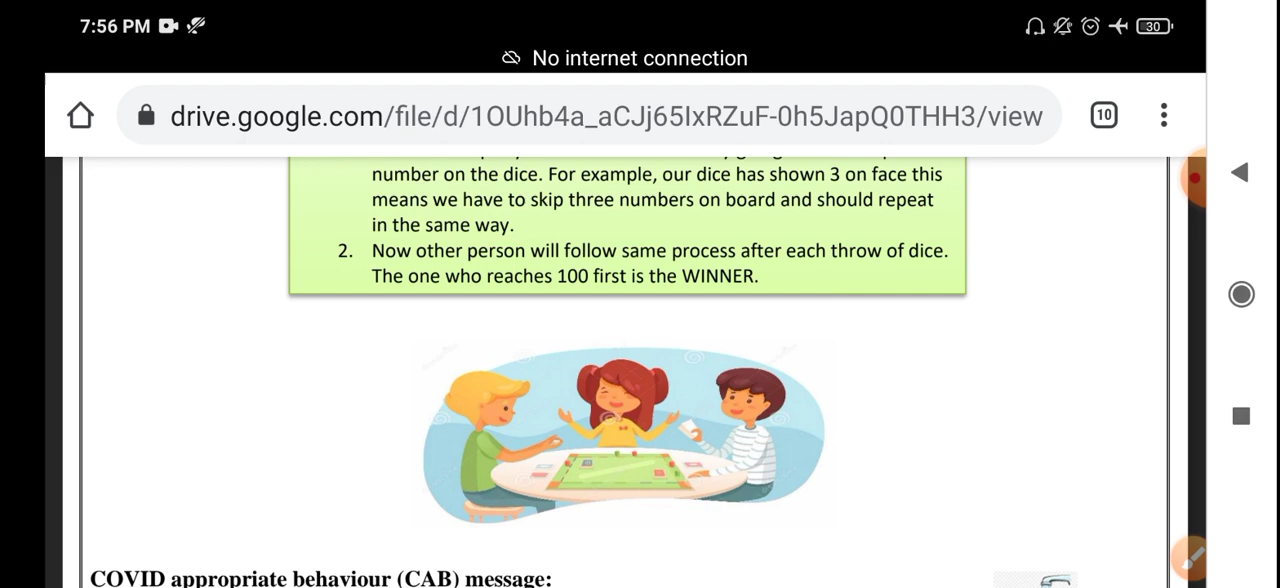 7:56 PM
30
No internet connection
drive.google.com/file/d/1OUhb4a_aCJj65IxRZuF-0h5JapQ0THH3/view
10
number on the dice. For example, our dice has shown 3 on face this
means we have to skip three numbers on board and should repeat
in the same way.
2. Now other person will follow same process after each throw of dice.
The one who reaches 100 first is the WINNER.
COVID appropriate behaviour (CAB) message: